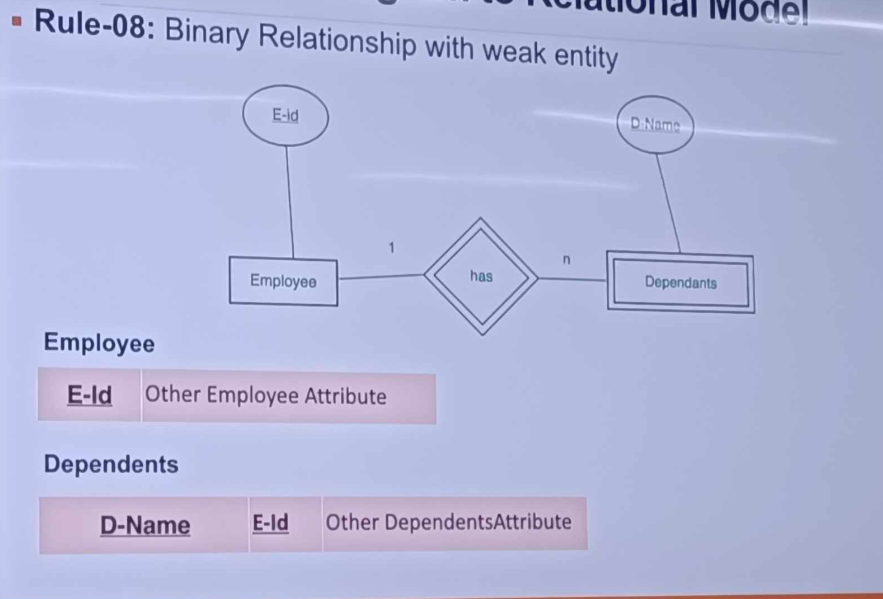 Relational Model
Rule-08: Binary Relationship with weak entity
E-id
D-Name
1
n
Employee
has
Dependants
Employee
E-Id Other Employee Attribute
Dependents
D-Name E-Id Other DependentsAttribute